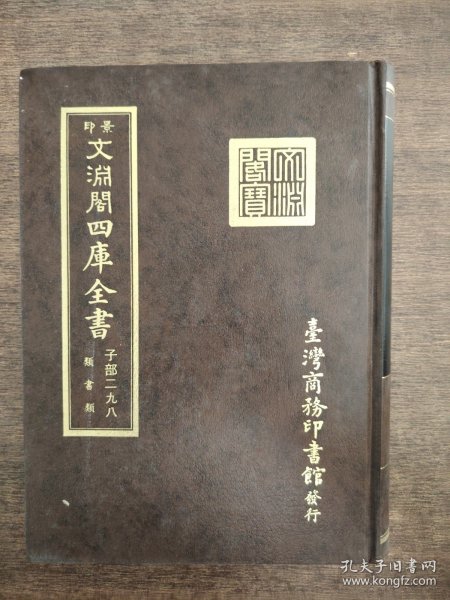 景印
文淵閣四庫全書
子部二九八
類書類
文淵閣寶
臺灣商務印書館發行
孔夫子旧书网
www.kongfz.com